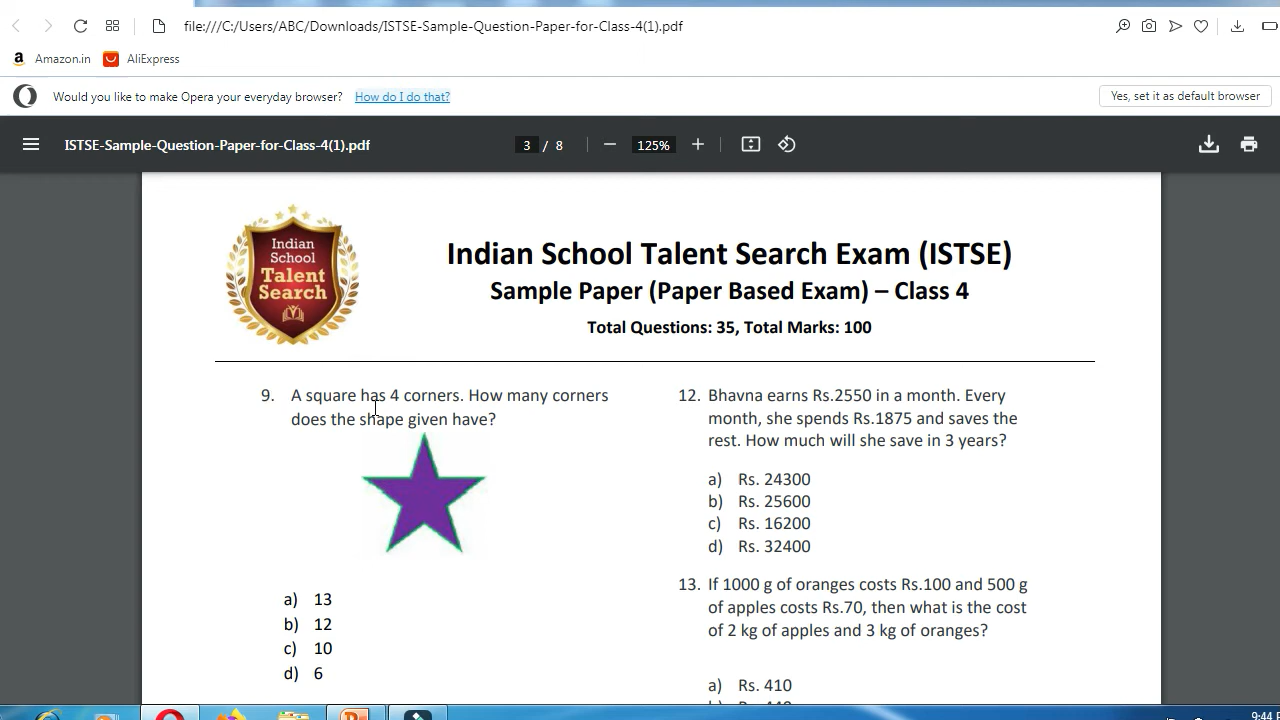 file:///C:/Users/ABC/Downloads/ISTSE-Sample-Question-Paper-for-Class-4(1).pdf
Amazon.in AliExpress
Would you like to make Opera your everyday browser? How do I do that? Yes, set it as default browser
ISTSE-Sample-Question-Paper-for-Class-4(1).pdf 3 / 8 125%
Indian
School
Talent
Search
Indian School Talent Search Exam (ISTSE)
Sample Paper (Paper Based Exam) – Class 4
Total Questions: 35, Total Marks: 100
9. A square has 4 corners. How many corners
does the shape given have?
a) 13
b) 12
c) 10
d) 6
12. Bhavna earns Rs.2550 in a month. Every
month, she spends Rs.1875 and saves the
rest. How much will she save in 3 years?
a) Rs. 24300
b) Rs. 25600
c) Rs. 16200
d) Rs. 32400
13. If 1000 g of oranges costs Rs.100 and 500 g
of apples costs Rs.70, then what is the cost
of 2 kg of apples and 3 kg of oranges?
a) Rs. 410
9:44